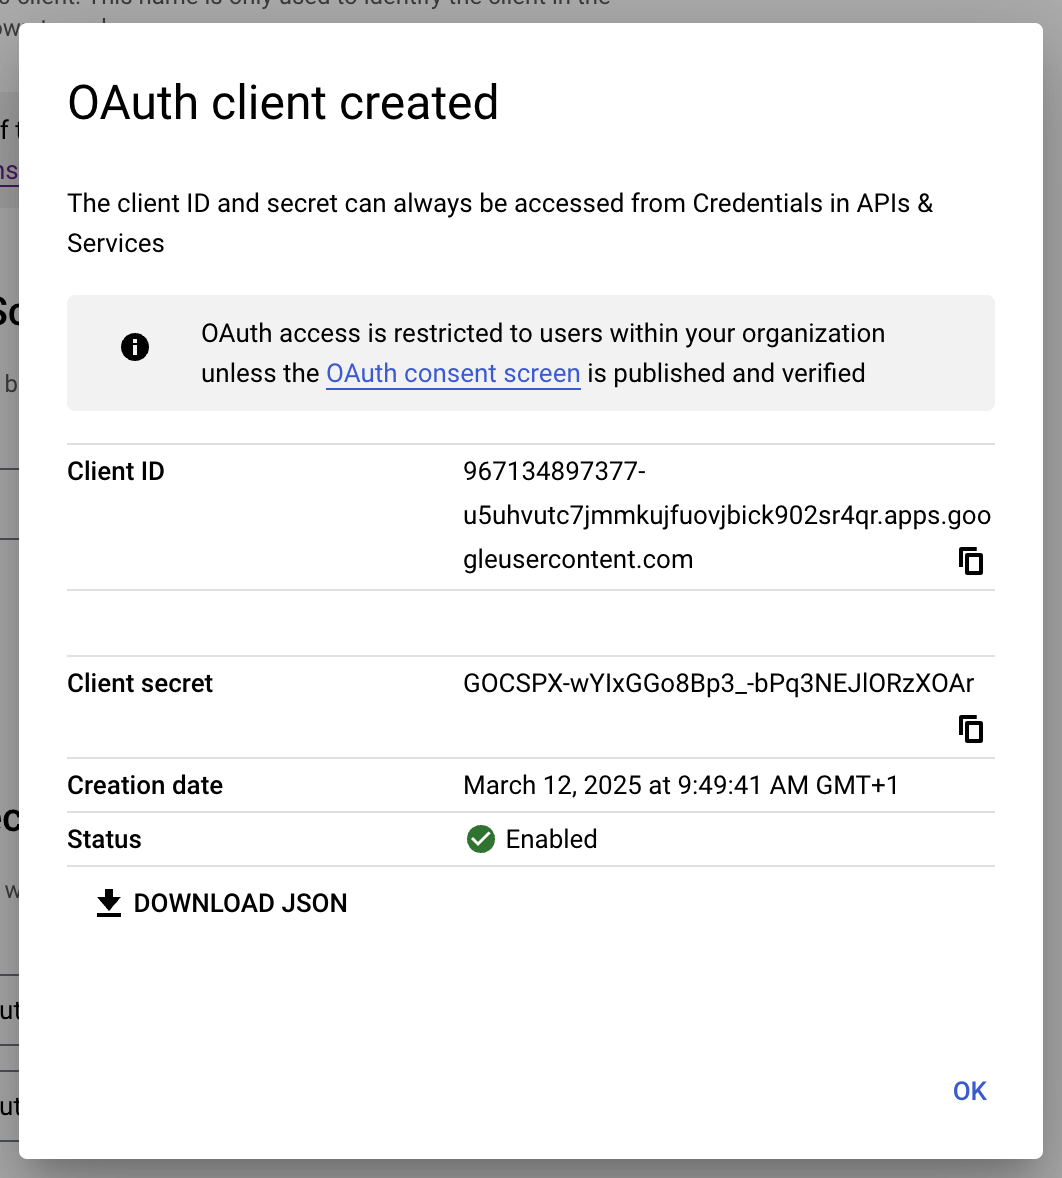 client. This name is only used to identify the client in the
OAuth client created
The client ID and secret can always be accessed from Credentials in APIs &
Services
OAuth access is restricted to users within your organization
unless the OAuth consent screen is published and verified
Client ID
967134897377-
u5uhvutc7jmmkujfuovjbick902sr4qr.apps.goo
gleusercontent.com
Client secret
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
Creation date
March 12, 2025 at 9:49:41 AM GMT+1
Status
Enabled
DOWNLOAD JSON
OK